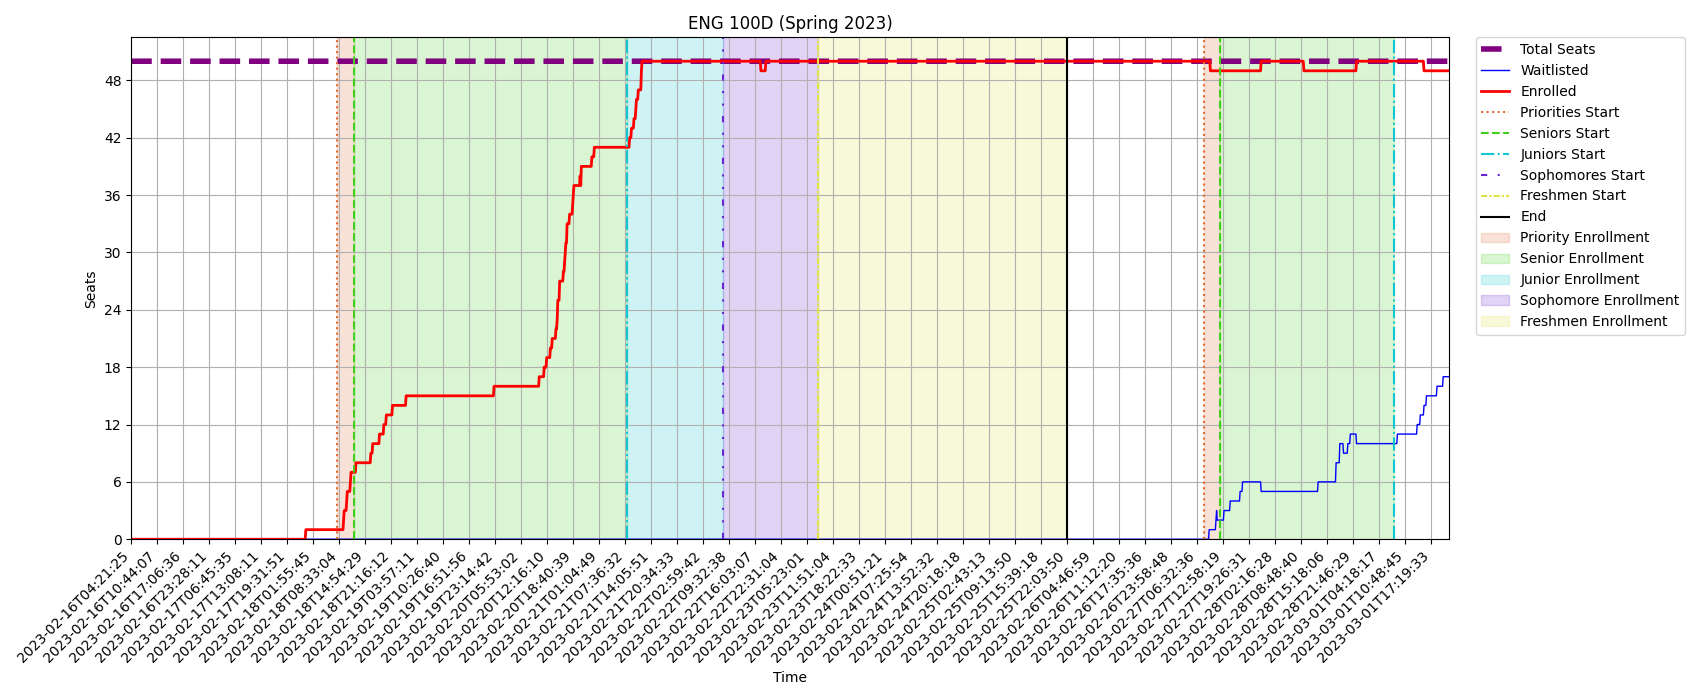 ENG 100D (Spring 2023)
Total Seats
Waitlisted
Enrolled
Priorities Start
Seniors Start
Juniors Start
Sophomores Start
Freshmen Start
End
Priority Enrollment
Senior Enrollment
Junior Enrollment
Sophomore Enrollment
Freshmen Enrollment
Seats
48
42
36
30
24
18
12
6
0
2023-02-16T04:21:25
2023-02-16T10:44:07
2023-02-16T17:06:36
2023-02-16T23:28:11
2023-02-17T06:45:35
2023-02-17T13:08:11
2023-02-17T19:31:51
2023-02-18T01:55:45
2023-02-18T08:33:04
2023-02-18T14:54:29
2023-02-18T21:16:12
2023-02-19T03:57:11
2023-02-19T10:26:40
2023-02-19T16:51:56
2023-02-19T23:14:42
2023-02-20T05:53:02
2023-02-20T12:16:10
2023-02-20T18:40:39
2023-02-21T01:04:49
2023-02-21T07:36:32
2023-02-21T14:05:51
2023-02-21T20:34:33
2023-02-22T02:59:42
2023-02-22T09:32:38
2023-02-22T16:03:07
2023-02-22T22:31:04
2023-02-23T05:23:01
2023-02-23T11:51:04
2023-02-23T18:22:33
2023-02-24T00:51:21
2023-02-24T07:25:54
2023-02-24T13:52:32
2023-02-24T20:18:18
2023-02-25T02:43:13
2023-02-25T09:13:50
2023-02-25T15:39:18
2023-02-25T22:03:50
2023-02-26T04:46:59
2023-02-26T11:12:20
2023-02-26T17:35:36
2023-02-26T23:58:48
2023-02-27T06:32:36
2023-02-27T12:58:19
2023-02-27T19:26:31
2023-02-28T02:16:28
2023-02-28T08:48:40
2023-02-28T15:18:06
2023-02-28T21:46:29
2023-03-01T04:18:17
2023-03-01T10:48:45
2023-03-01T17:19:33
Time